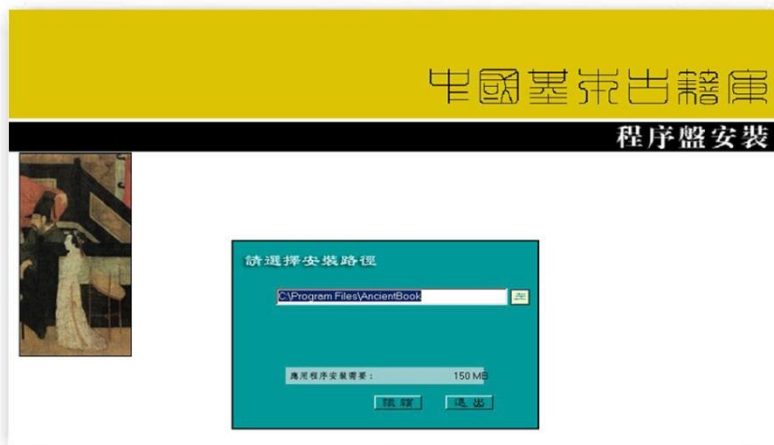 中國基本古籍庫
程序盤安裝
請選擇安裝路徑
C:\Program Files\AncientBook
應用程序安裝需要： 150 MB
繼續 退出